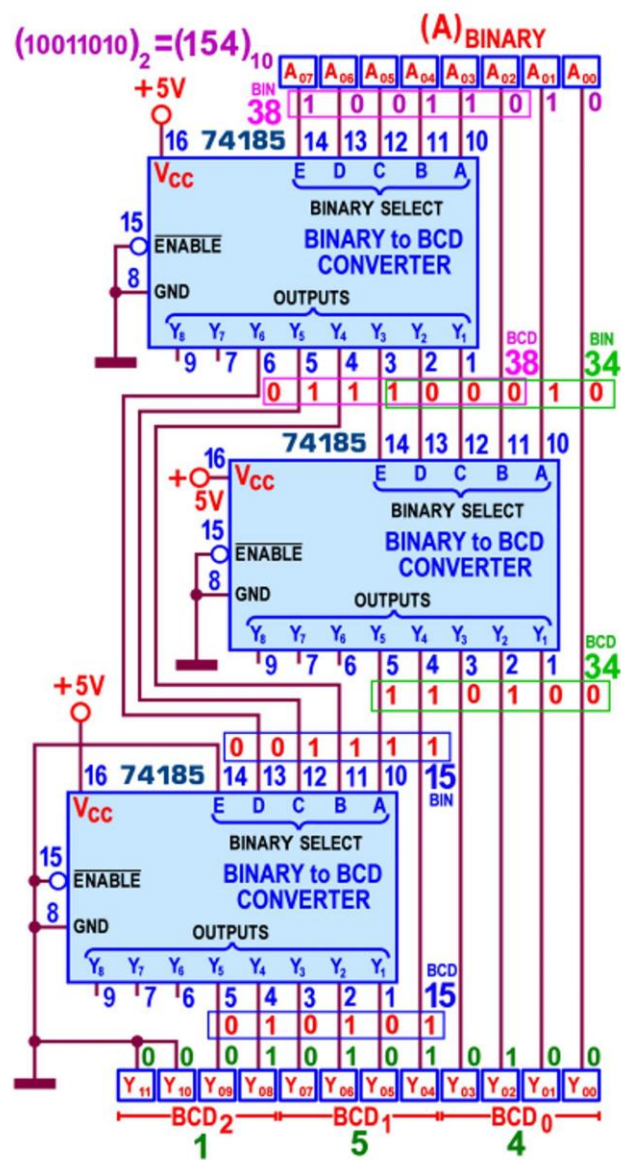 (10011010)2=(154)10
(A)BINARY
A07 A06 A05 A04 A03 A02 A01 A00
+5V
BIN
38
1 0 0 1 1 0 1 0
16 74185 14 13 12 11 10
VCC E D C B A
BINARY SELECT
15
ENABLE
BINARY to BCD
CONVERTER
8 GND
OUTPUTS
Y8 Y7 Y6 Y5 Y4 Y3 Y2 Y1
9 7 6 5 4 3 2 1
BCD
38
BIN
34
0 1 1 1 0 0 0 1 0
74185
16 14 13 12 11 10
+
5V
VCC E D C B A
BINARY SELECT
15
ENABLE
BINARY to BCD
CONVERTER
8 GND
OUTPUTS
Y8 Y7 Y6 Y5 Y4 Y3 Y2 Y1
9 7 6 5 4 3 2 1
BCD
34
1 1 0 1 0 0
+5V
0 0 1 1 1 1
16 74185 14 13 12 11 10 15
BIN
VCC E D C B A
BINARY SELECT
15
ENABLE
BINARY to BCD
CONVERTER
8 GND
OUTPUTS
Y8 Y7 Y6 Y5 Y4 Y3 Y2 Y1
9 7 6 5 4 3 2 1
BCD
15
0 1 0 1 0 1
0 0 0 1 0 1 0 1 0 1 0 0
Y11 Y10 Y09 Y08 Y07 Y06 Y05 Y04 Y03 Y02 Y01 Y00
BCD2 BCD1 BCD0
1 5 4